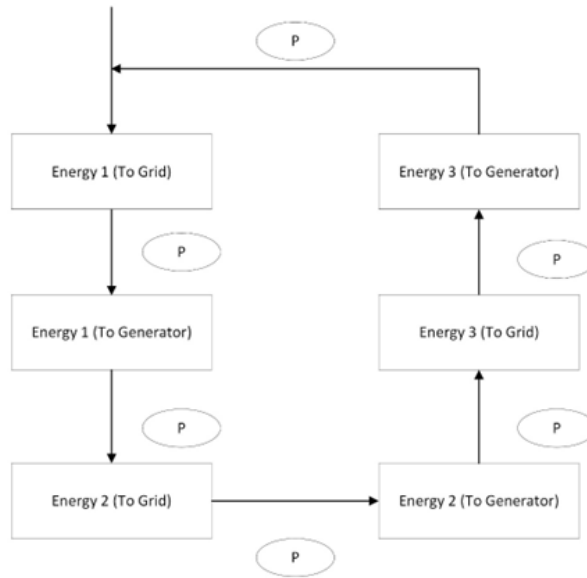 P
Energy 1 (To Grid)
Energy 3 (To Generator)
P
P
Energy 1 (To Generator)
Energy 3 (To Grid)
P
P
Energy 2 (To Grid)
Energy 2 (To Generator)
P